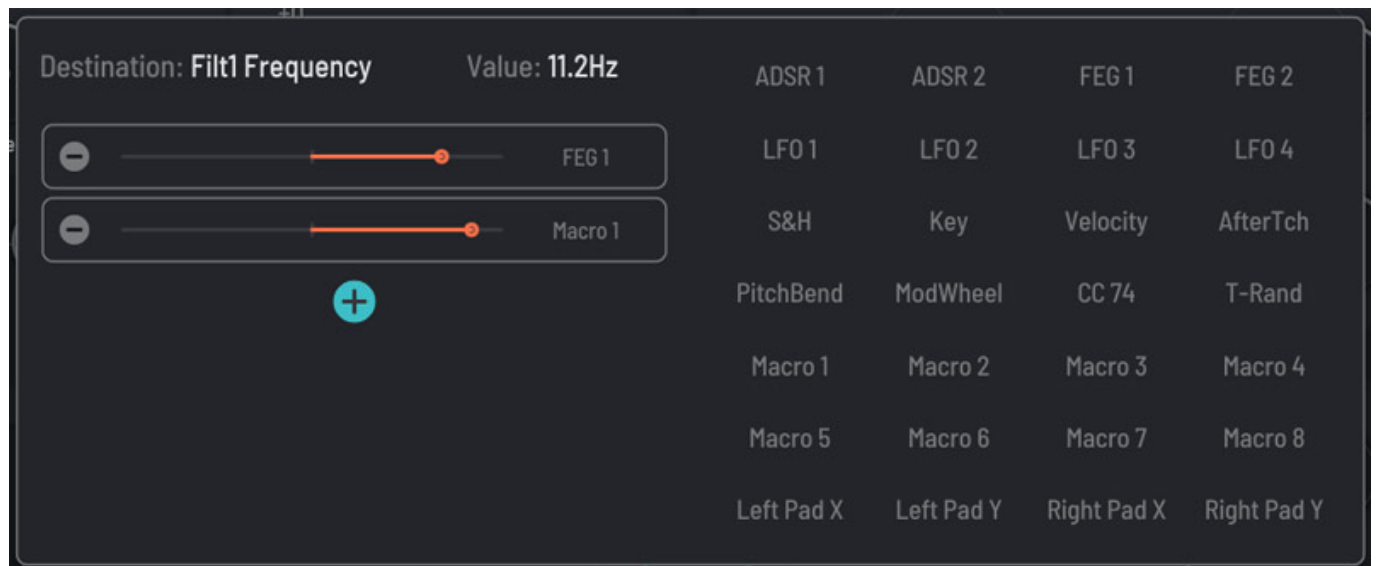 Destination: Filt1 Frequency Value: 11.2Hz
FEG 1
Macro 1
ADSR 1 ADSR 2 FEG 1 FEG 2
LFO 1 LFO 2 LFO 3 LFO 4
S&H Key Velocity AfterTch
PitchBend ModWheel CC 74 T-Rand
Macro 1 Macro 2 Macro 3 Macro 4
Macro 5 Macro 6 Macro 7 Macro 8
Left Pad X Left Pad Y Right Pad X Right Pad Y